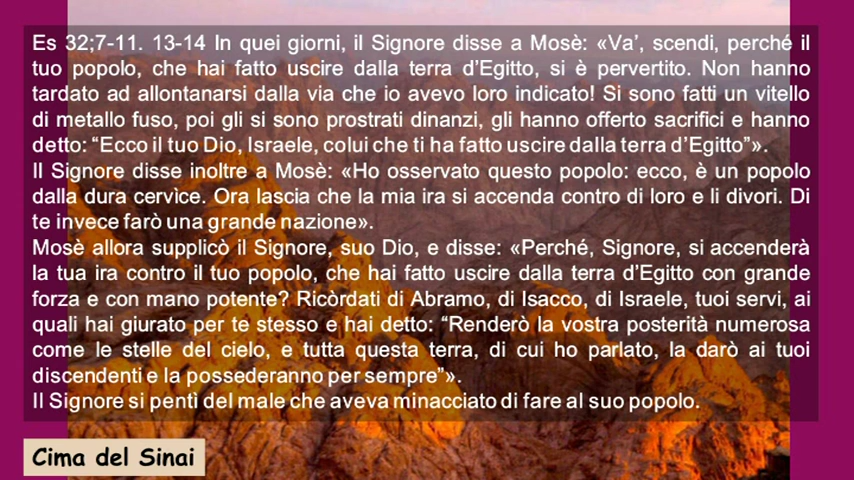 Es 32;7-11. 13-14 In quei giorni, il Signore disse a Mosè: «Va’, scendi, perché il
tuo popolo, che hai fatto uscire dalla terra d’Egitto, si è pervertito. Non hanno
tardato ad allontanarsi dalla via che io avevo loro indicato! Si sono fatti un vitello
di metallo fuso, poi gli si sono prostrati dinanzi, gli hanno offerto sacrifici e hanno
detto: “Ecco il tuo Dio, Israele, colui che ti ha fatto uscire dalla terra d’Egitto”».
Il Signore disse inoltre a Mosè: «Ho osservato questo popolo: ecco, è un popolo
dalla dura cervìce. Ora lascia che la mia ira si accenda contro di loro e li divori. Di
te invece farò una grande nazione».
Mosè allora supplicò il Signore, suo Dio, e disse: «Perché, Signore, si accenderà
la tua ira contro il tuo popolo, che hai fatto uscire dalla terra d’Egitto con grande
forza e con mano potente? Ricòrdati di Abramo, di Isacco, di Israele, tuoi servi, ai
quali hai giurato per te stesso e hai detto: “Renderò la vostra posterità numerosa
come le stelle del cielo, e tutta questa terra, di cui ho parlato, la darò ai tuoi
discendenti e la possederanno per sempre”».
Il Signore si pentì del male che aveva minacciato di fare al suo popolo.
Cima del Sinai